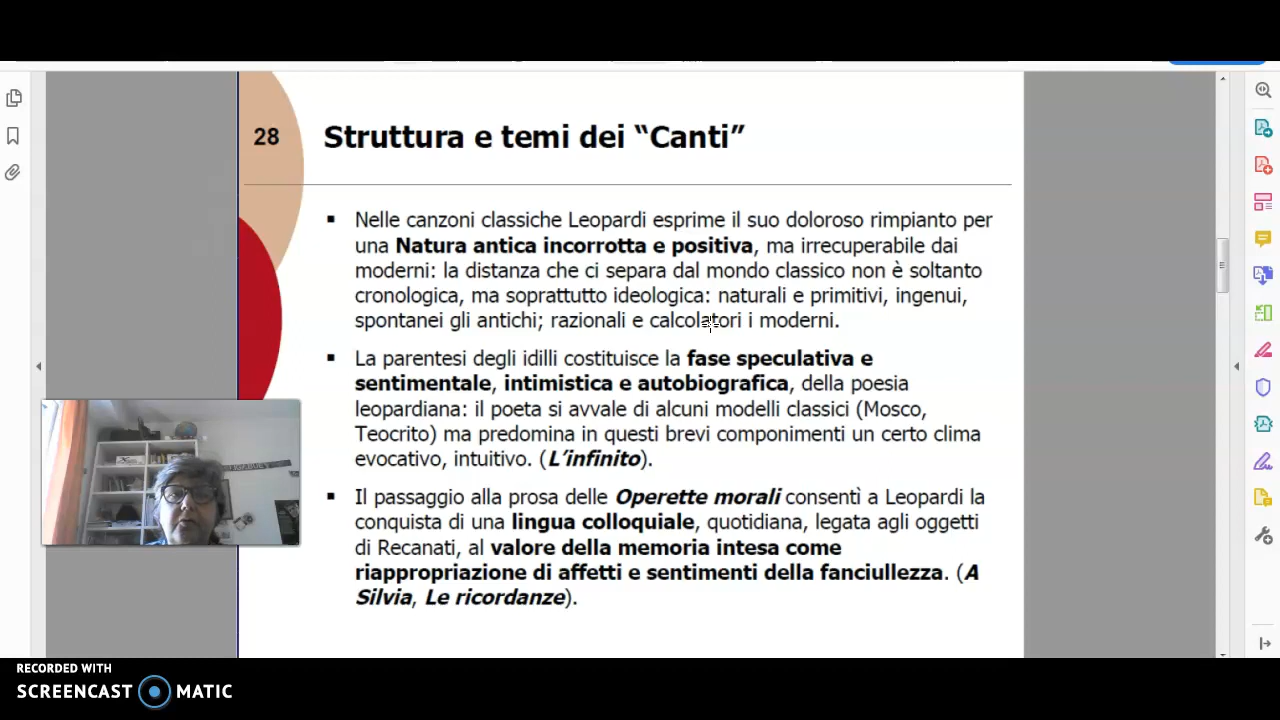 28
Struttura e temi dei “Canti”
▪ Nelle canzoni classiche Leopardi esprime il suo doloroso rimpianto per
una Natura antica incorrotta e positiva, ma irrecuperabile dai
moderni: la distanza che ci separa dal mondo classico non è soltanto
cronologica, ma soprattutto ideologica: naturali e primitivi, ingenui,
spontanei gli antichi; razionali e calcolatori i moderni.
▪ La parentesi degli idilli costituisce la fase speculativa e
sentimentale, intimistica e autobiografica, della poesia
leopardiana: il poeta si avvale di alcuni modelli classici (Mosco,
Teocrito) ma predomina in questi brevi componimenti un certo clima
evocativo, intuitivo. (L’infinito).
▪ Il passaggio alla prosa delle Operette morali consentì a Leopardi la
conquista di una lingua colloquiale, quotidiana, legata agli oggetti
di Recanati, al valore della memoria intesa come
riappropriazione di affetti e sentimenti della fanciullezza. (A
Silvia, Le ricordanze).
RECORDED WITH
SCREENCAST MATIC